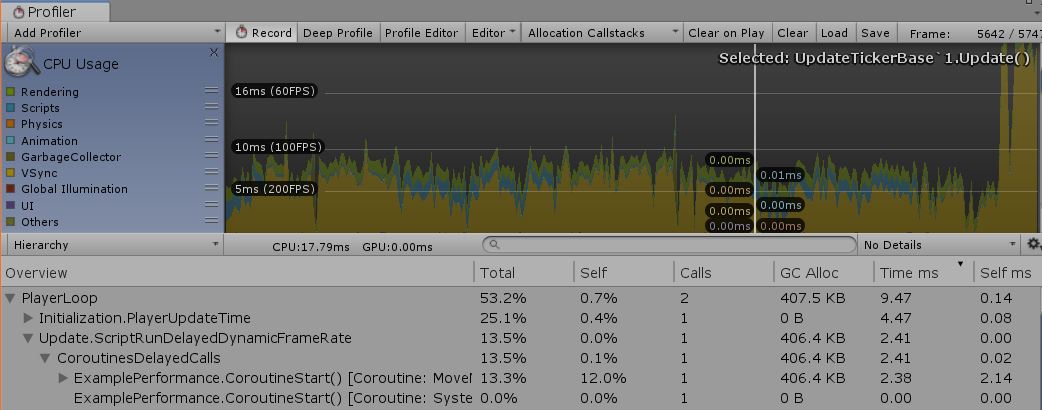 Profiler
Add Profiler Record Deep Profile Profile Editor Editor Allocation Callstacks Clear on Play Clear Load Save Frame: 5642 / 5747
CPU Usage
Selected: UpdateTickerBase`1.Update()
Rendering
Scripts
Physics
Animation
GarbageCollector
VSync
Global Illumination
UI
Others
16ms (60FPS)
10ms (100FPS)
5ms (200FPS)
0.00ms
0.01ms
0.00ms
0.00ms
0.00ms
0.00ms
0.00ms
Hierarchy CPU:17.79ms GPU:0.00ms No Details
Overview Total Self Calls GC Alloc Time ms Self ms
PlayerLoop 53.2% 0.7% 2 407.5 KB 9.47 0.14
Initialization.PlayerUpdateTime 25.1% 0.4% 1 0 B 4.47 0.08
Update.ScriptRunDelayedDynamicFrameRate 13.5% 0.0% 1 406.4 KB 2.41 0.00
CoroutinesDelayedCalls 13.5% 0.1% 1 406.4 KB 2.41 0.02
ExamplePerformance.CoroutineStart() [Coroutine: Move 13.3% 12.0% 1 406.4 KB 2.38 2.14
ExamplePerformance.CoroutineStart() [Coroutine: Syste 0.0% 0.0% 1 0 B 0.00 0.00